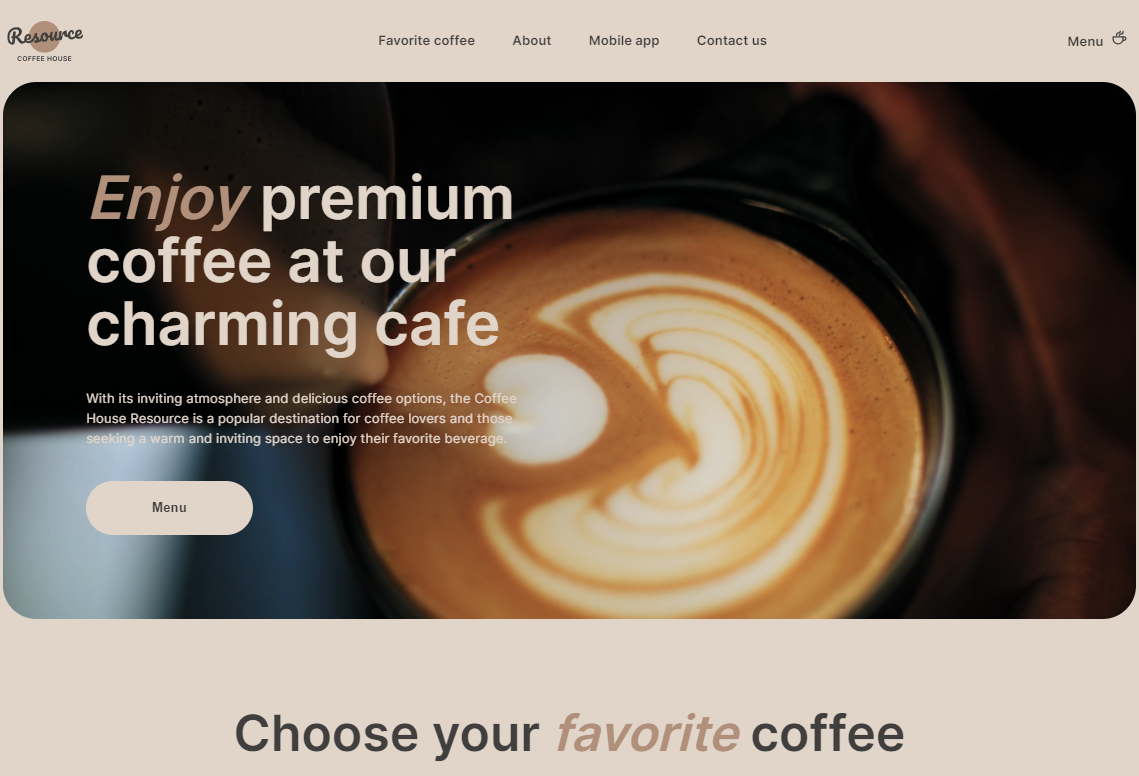 Resource
COFFEE HOUSE
Favorite coffee
About
Mobile app
Contact us
Menu
Enjoy premium
coffee at our
charming cafe
With its inviting atmosphere and delicious coffee options, the Coffee
House Resource is a popular destination for coffee lovers and those
seeking a warm and inviting space to enjoy their favorite beverage.
Menu
Choose your favorite coffee